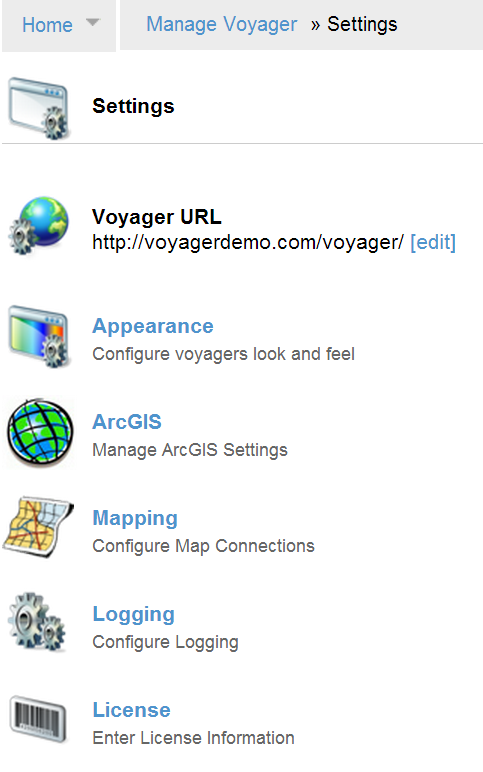 Home Manage Voyager » Settings
Settings
Voyager URL
http://voyagerdemo.com/voyager/ [edit]
Appearance
Configure voyagers look and feel
ArcGIS
Manage ArcGIS Settings
Mapping
Configure Map Connections
Logging
Configure Logging
License
Enter License Information